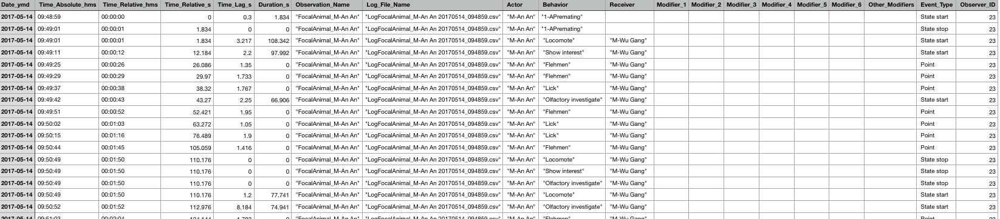 Date_ymd Time_Absolute_hms Time_Relative_hms Time_Relative_s Time_Lag_s Duration_s Observation_Name Log_File_Name Actor Behavior Receiver Modifier_1 Modifier_2 Modifier_3 Modifier_4 Modifier_5 Modifier_6 Other_Modifiers Event_Type Observer_ID
2017-05-14 09:48:59 00:00:00 0 0.3 1.834 "FocalAnimal_M-An An" "LogFocalAnimal_M-An An 20170514_094859.csv" "M-An An" "1-APremating" State start 23
2017-05-14 09:49:01 00:00:01 1.834 0 0 "FocalAnimal_M-An An" "LogFocalAnimal_M-An An 20170514_094859.csv" "M-An An" "1-APremating" State stop 23
2017-05-14 09:49:01 00:00:01 1.834 3.217 108.342 "FocalAnimal_M-An An" "LogFocalAnimal_M-An An 20170514_094859.csv" "M-An An" "Locomote" "M-Wu Gang" State start 23
2017-05-14 09:49:11 00:00:12 12.184 2.2 97.992 "FocalAnimal_M-An An" "LogFocalAnimal_M-An An 20170514_094859.csv" "M-An An" "Show interest" "M-Wu Gang" State start 23
2017-05-14 09:49:25 00:00:26 26.086 1.35 0 "FocalAnimal_M-An An" "LogFocalAnimal_M-An An 20170514_094859.csv" "M-An An" "Flehmen" "M-Wu Gang" Point 23
2017-05-14 09:49:29 00:00:29 29.97 1.733 0 "FocalAnimal_M-An An" "LogFocalAnimal_M-An An 20170514_094859.csv" "M-An An" "Flehmen" "M-Wu Gang" Point 23
2017-05-14 09:49:37 00:00:38 38.32 1.767 0 "FocalAnimal_M-An An" "LogFocalAnimal_M-An An 20170514_094859.csv" "M-An An" "Lick" "M-Wu Gang" Point 23
2017-05-14 09:49:42 00:00:43 43.27 2.25 66.906 "FocalAnimal_M-An An" "LogFocalAnimal_M-An An 20170514_094859.csv" "M-An An" "Olfactory investigate" "M-Wu Gang" State start 23
2017-05-14 09:49:51 00:00:52 52.421 1.95 0 "FocalAnimal_M-An An" "LogFocalAnimal_M-An An 20170514_094859.csv" "M-An An" "Flehmen" "M-Wu Gang" Point 23
2017-05-14 09:50:02 00:01:03 63.272 1.05 0 "FocalAnimal_M-An An" "LogFocalAnimal_M-An An 20170514_094859.csv" "M-An An" "Lick" "M-Wu Gang" Point 23
2017-05-14 09:50:15 00:01:16 76.489 1.9 0 "FocalAnimal_M-An An" "LogFocalAnimal_M-An An 20170514_094859.csv" "M-An An" "Lick" "M-Wu Gang" Point 23
2017-05-14 09:50:44 00:01:45 105.059 1.416 0 "FocalAnimal_M-An An" "LogFocalAnimal_M-An An 20170514_094859.csv" "M-An An" "Flehmen" "M-Wu Gang" Point 23
2017-05-14 09:50:49 00:01:50 110.176 0 0 "FocalAnimal_M-An An" "LogFocalAnimal_M-An An 20170514_094859.csv" "M-An An" "Locomote" "M-Wu Gang" State stop 23
2017-05-14 09:50:49 00:01:50 110.176 0 0 "FocalAnimal_M-An An" "LogFocalAnimal_M-An An 20170514_094859.csv" "M-An An" "Show interest" "M-Wu Gang" State stop 23
2017-05-14 09:50:49 00:01:50 110.176 0 0 "FocalAnimal_M-An An" "LogFocalAnimal_M-An An 20170514_094859.csv" "M-An An" "Olfactory investigate" "M-Wu Gang" State stop 23
2017-05-14 09:50:49 00:01:50 110.176 1.2 77.741 "FocalAnimal_M-An An" "LogFocalAnimal_M-An An 20170514_094859.csv" "M-An An" "Locomote" "M-Wu Gang" State start 23
2017-05-14 09:50:52 00:01:52 112.976 8.184 74.941 "FocalAnimal_M-An An" "LogFocalAnimal_M-An An 20170514_094859.csv" "M-An An" "Olfactory investigate" "M-Wu Gang" State start 23
2017-05-14 "FocalAnimal_M-An An" "LogFocalAnimal_M-An An 20170514_094859.csv" "M-An An" "Flehmen" "M-Wu Gang" Point 23